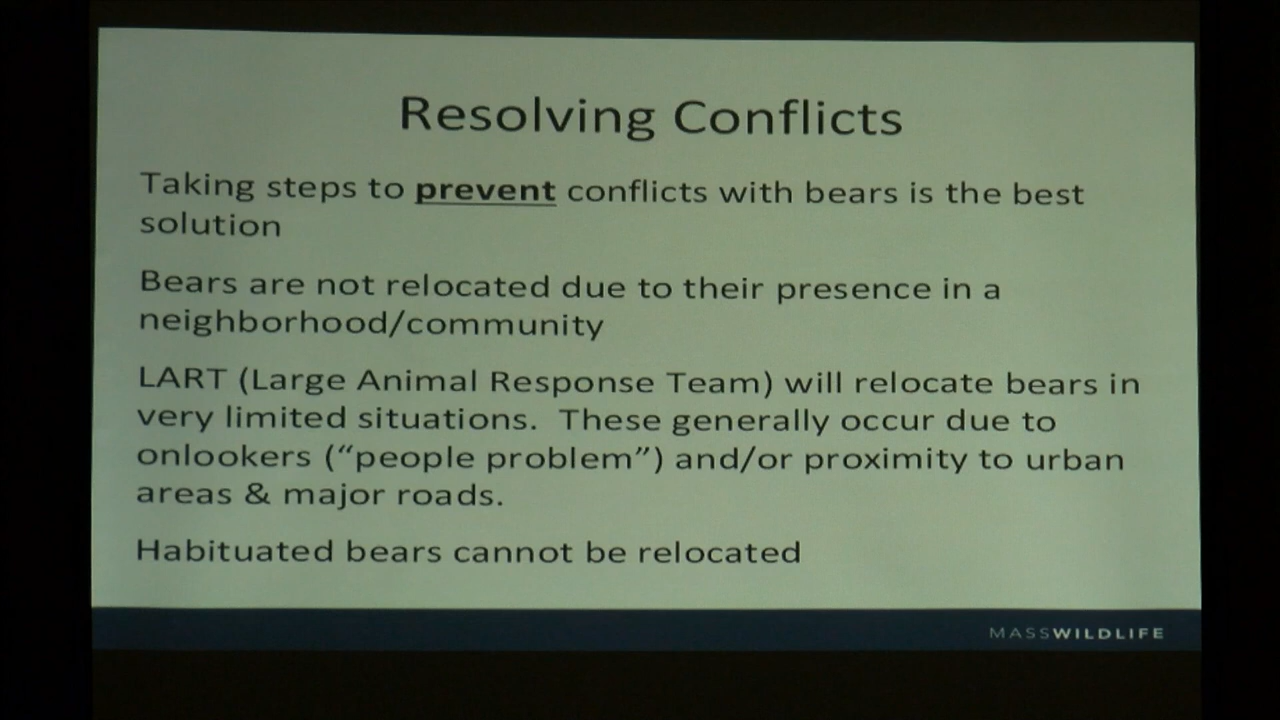 Resolving Conflicts
Taking steps to prevent conflicts with bears is the best
solution
Bears are not relocated due to their presence in a
neighborhood/community
LART (Large Animal Response Team) will relocate bears in
very limited situations.  These generally occur due to
onlookers (“people problem”) and/or proximity to urban
areas & major roads.
Habituated bears cannot be relocated
MASSWILDLIFE